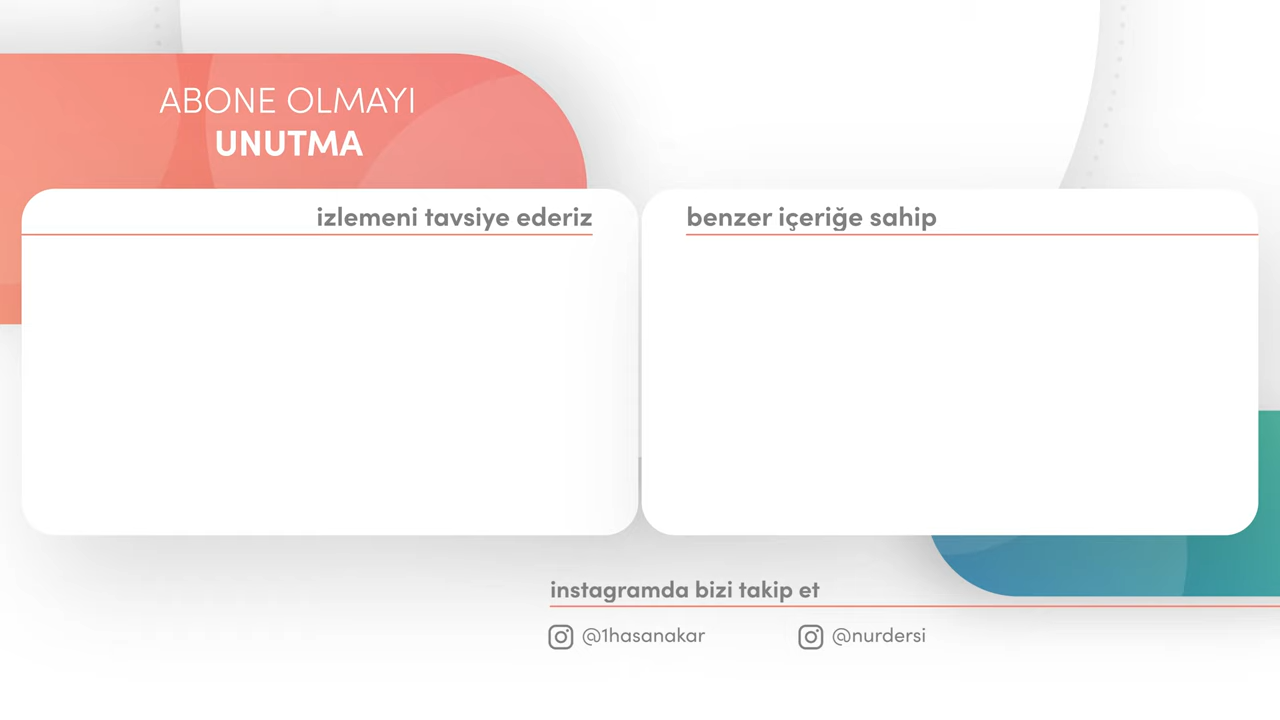 ABONE OLMAYI
UNUTMA
izlemeni tavsiye ederiz
benzer içeriğe sahip
instagramda bizi takip et
@1hasanakar
@nurdersi